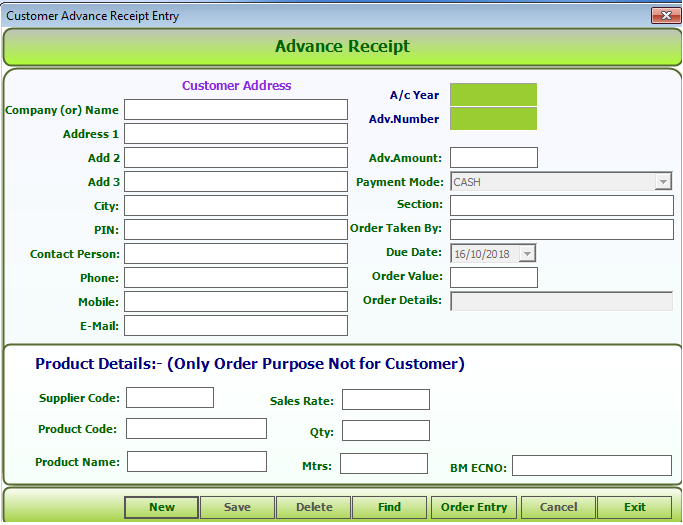 Customer Advance Receipt Entry
Advance Receipt
Customer Address
Company (or) Name
Address 1
Add 2
Add 3
City:
PIN:
Contact Person:
Phone:
Mobile:
E-Mail:
A/c Year
Adv.Number
Adv.Amount:
Payment Mode: CASH
Section:
Order Taken By:
Due Date: 16/10/2018
Order Value:
Order Details:
Product Details:- (Only Order Purpose Not for Customer)
Supplier Code:
Sales Rate:
Product Code:
Qty:
Product Name:
Mtrs:
BM ECNO:
New Save Delete Find Order Entry Cancel Exit